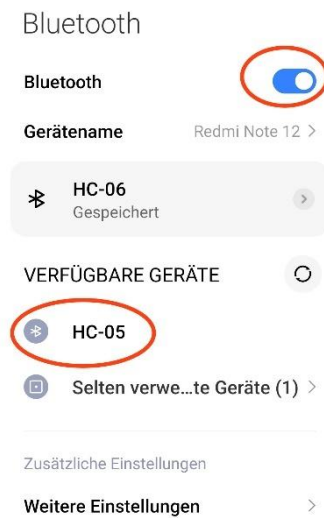 Bluetooth
Bluetooth
Gerätename Redmi Note 12 >
HC-06
Gespeichert
VERFÜGBARE GERÄTE
HC-05
Selten verwe...te Geräte (1) >
Zusätzliche Einstellungen
Weitere Einstellungen >